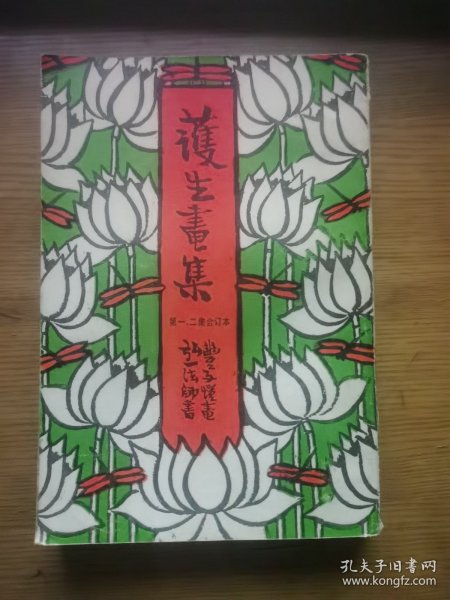 護生畫集
第一、二集合订本
豐子愷畫
弘一法師書
孔夫子旧书网
www.kongfz.com